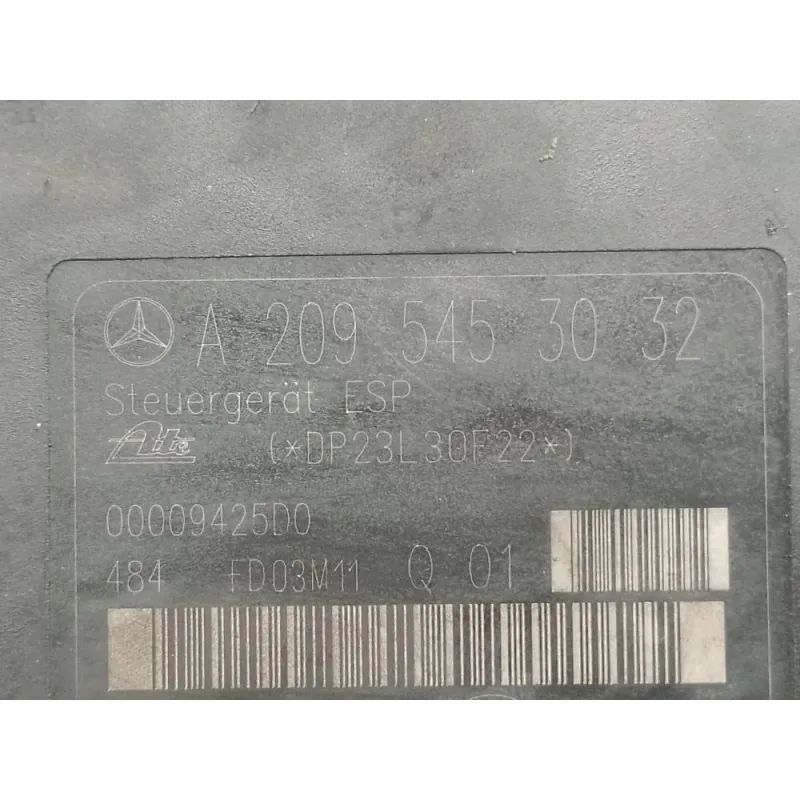 A 209 545 30 32
Steuergerät ESP
Ate (*DP23L30F22*)
00009425D0
484 FD03M11 Q 01